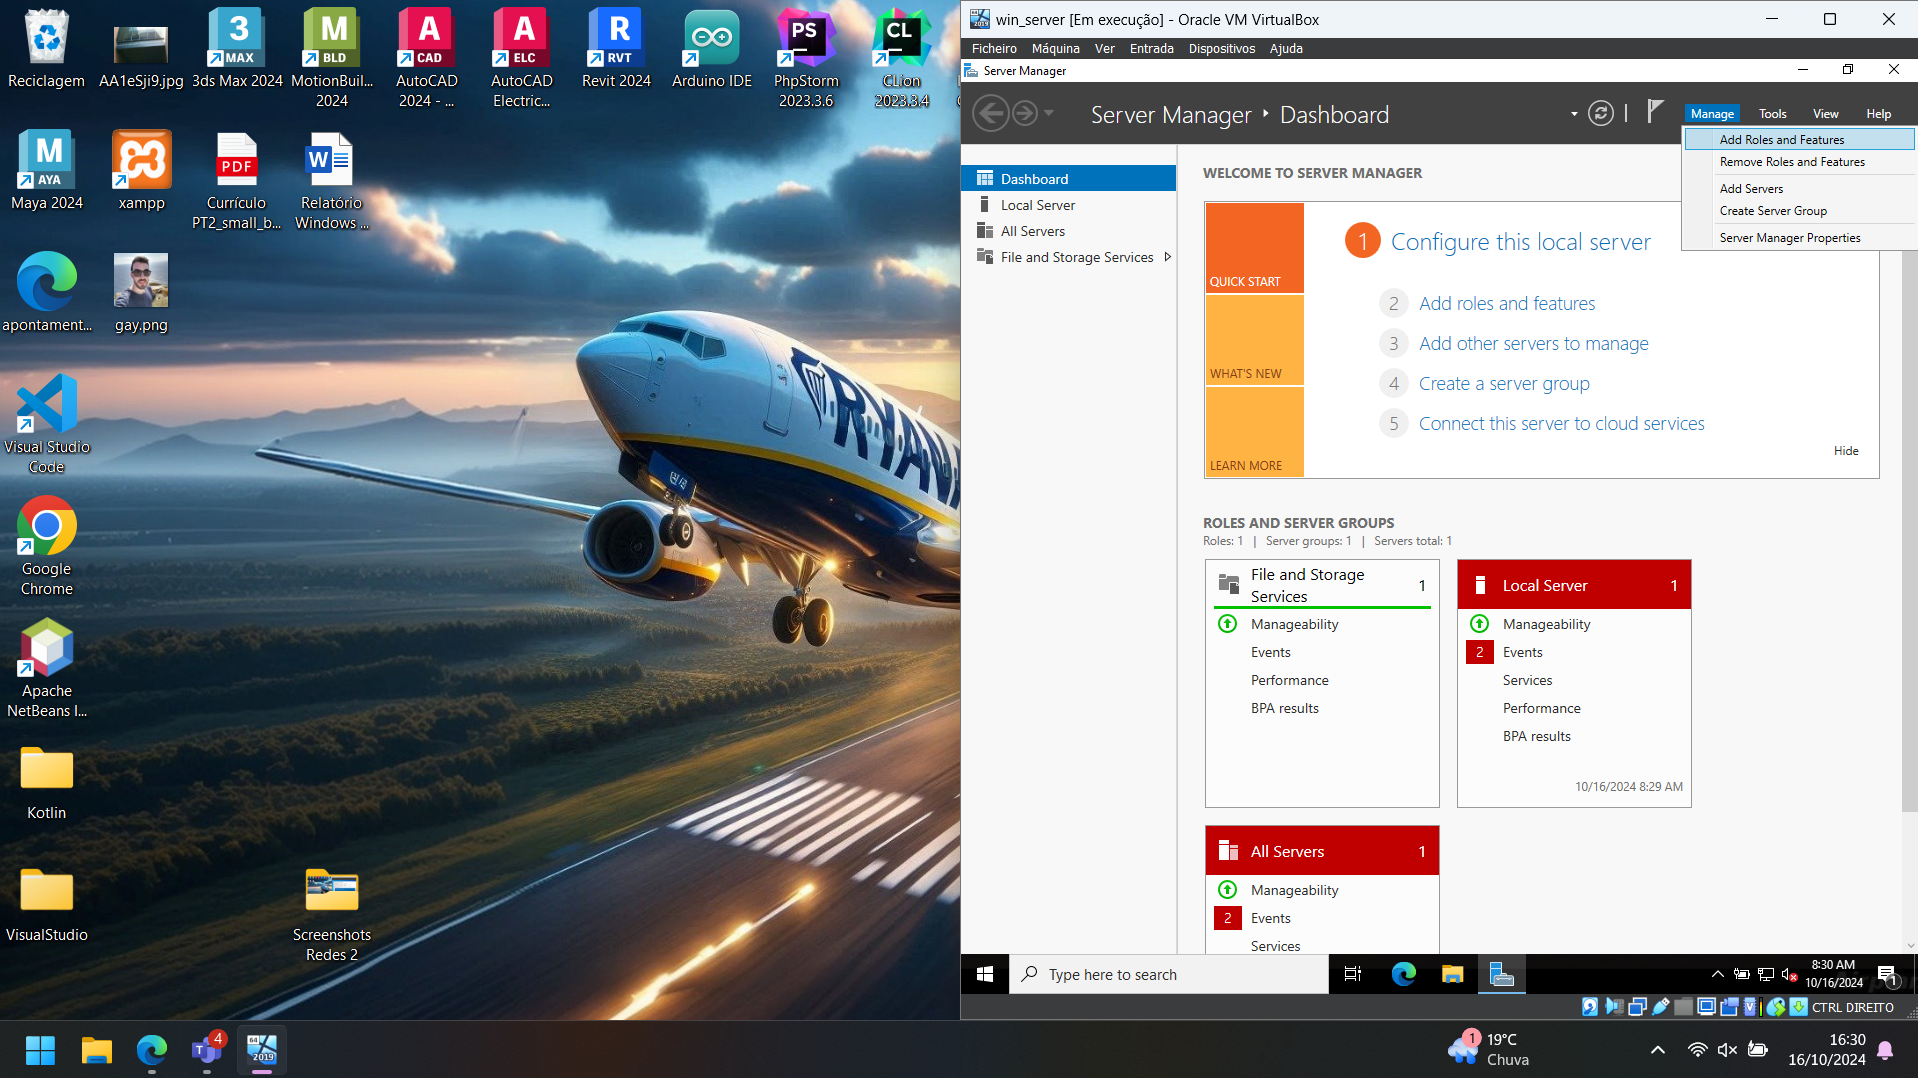 Reciclagem
AA1eSji9.jpg
3ds Max 2024
MotionBuil...
2024
AutoCAD
2024 - ...
AutoCAD
Electric...
Revit 2024
Arduino IDE
PhpStorm
2023.3.6
CLion
2023.3.4
3
MAX
M
BLD
A
CAD
A
ELC
R
RVT
PS
CL
M
AYA
Maya 2024
xampp
PDF
Currículo
PT2_small_b...
W
Relatório
Windows ...
apontament...
gay.png
Visual Studio
Code
Google
Chrome
Apache
NetBeans I...
Kotlin
VisualStudio
Screenshots
Redes 2
RYANA
win_server [Em execução] - Oracle VM VirtualBox
Ficheiro Máquina Ver Entrada Dispositivos Ajuda
Server Manager
Server Manager Dashboard
Manage Tools View Help
Add Roles and Features
Remove Roles and Features
Add Servers
Create Server Group
Server Manager Properties
Dashboard
Local Server
All Servers
File and Storage Services
WELCOME TO SERVER MANAGER
QUICK START
WHAT'S NEW
LEARN MORE
1 Configure this local server
2 Add roles and features
3 Add other servers to manage
4 Create a server group
5 Connect this server to cloud services
Hide
ROLES AND SERVER GROUPS
Roles: 1 | Server groups: 1 | Servers total: 1
File and Storage
Services 1
Manageability
Events
Performance
BPA results
Local Server 1
Manageability
2 Events
Services
Performance
BPA results
10/16/2024 8:29 AM
All Servers 1
Manageability
2 Events
Services
Type here to search
8:30 AM
10/16/2024
1
CTRL DIREITO
4
64
2019
1
19°C
Chuva
16:30
16/10/2024